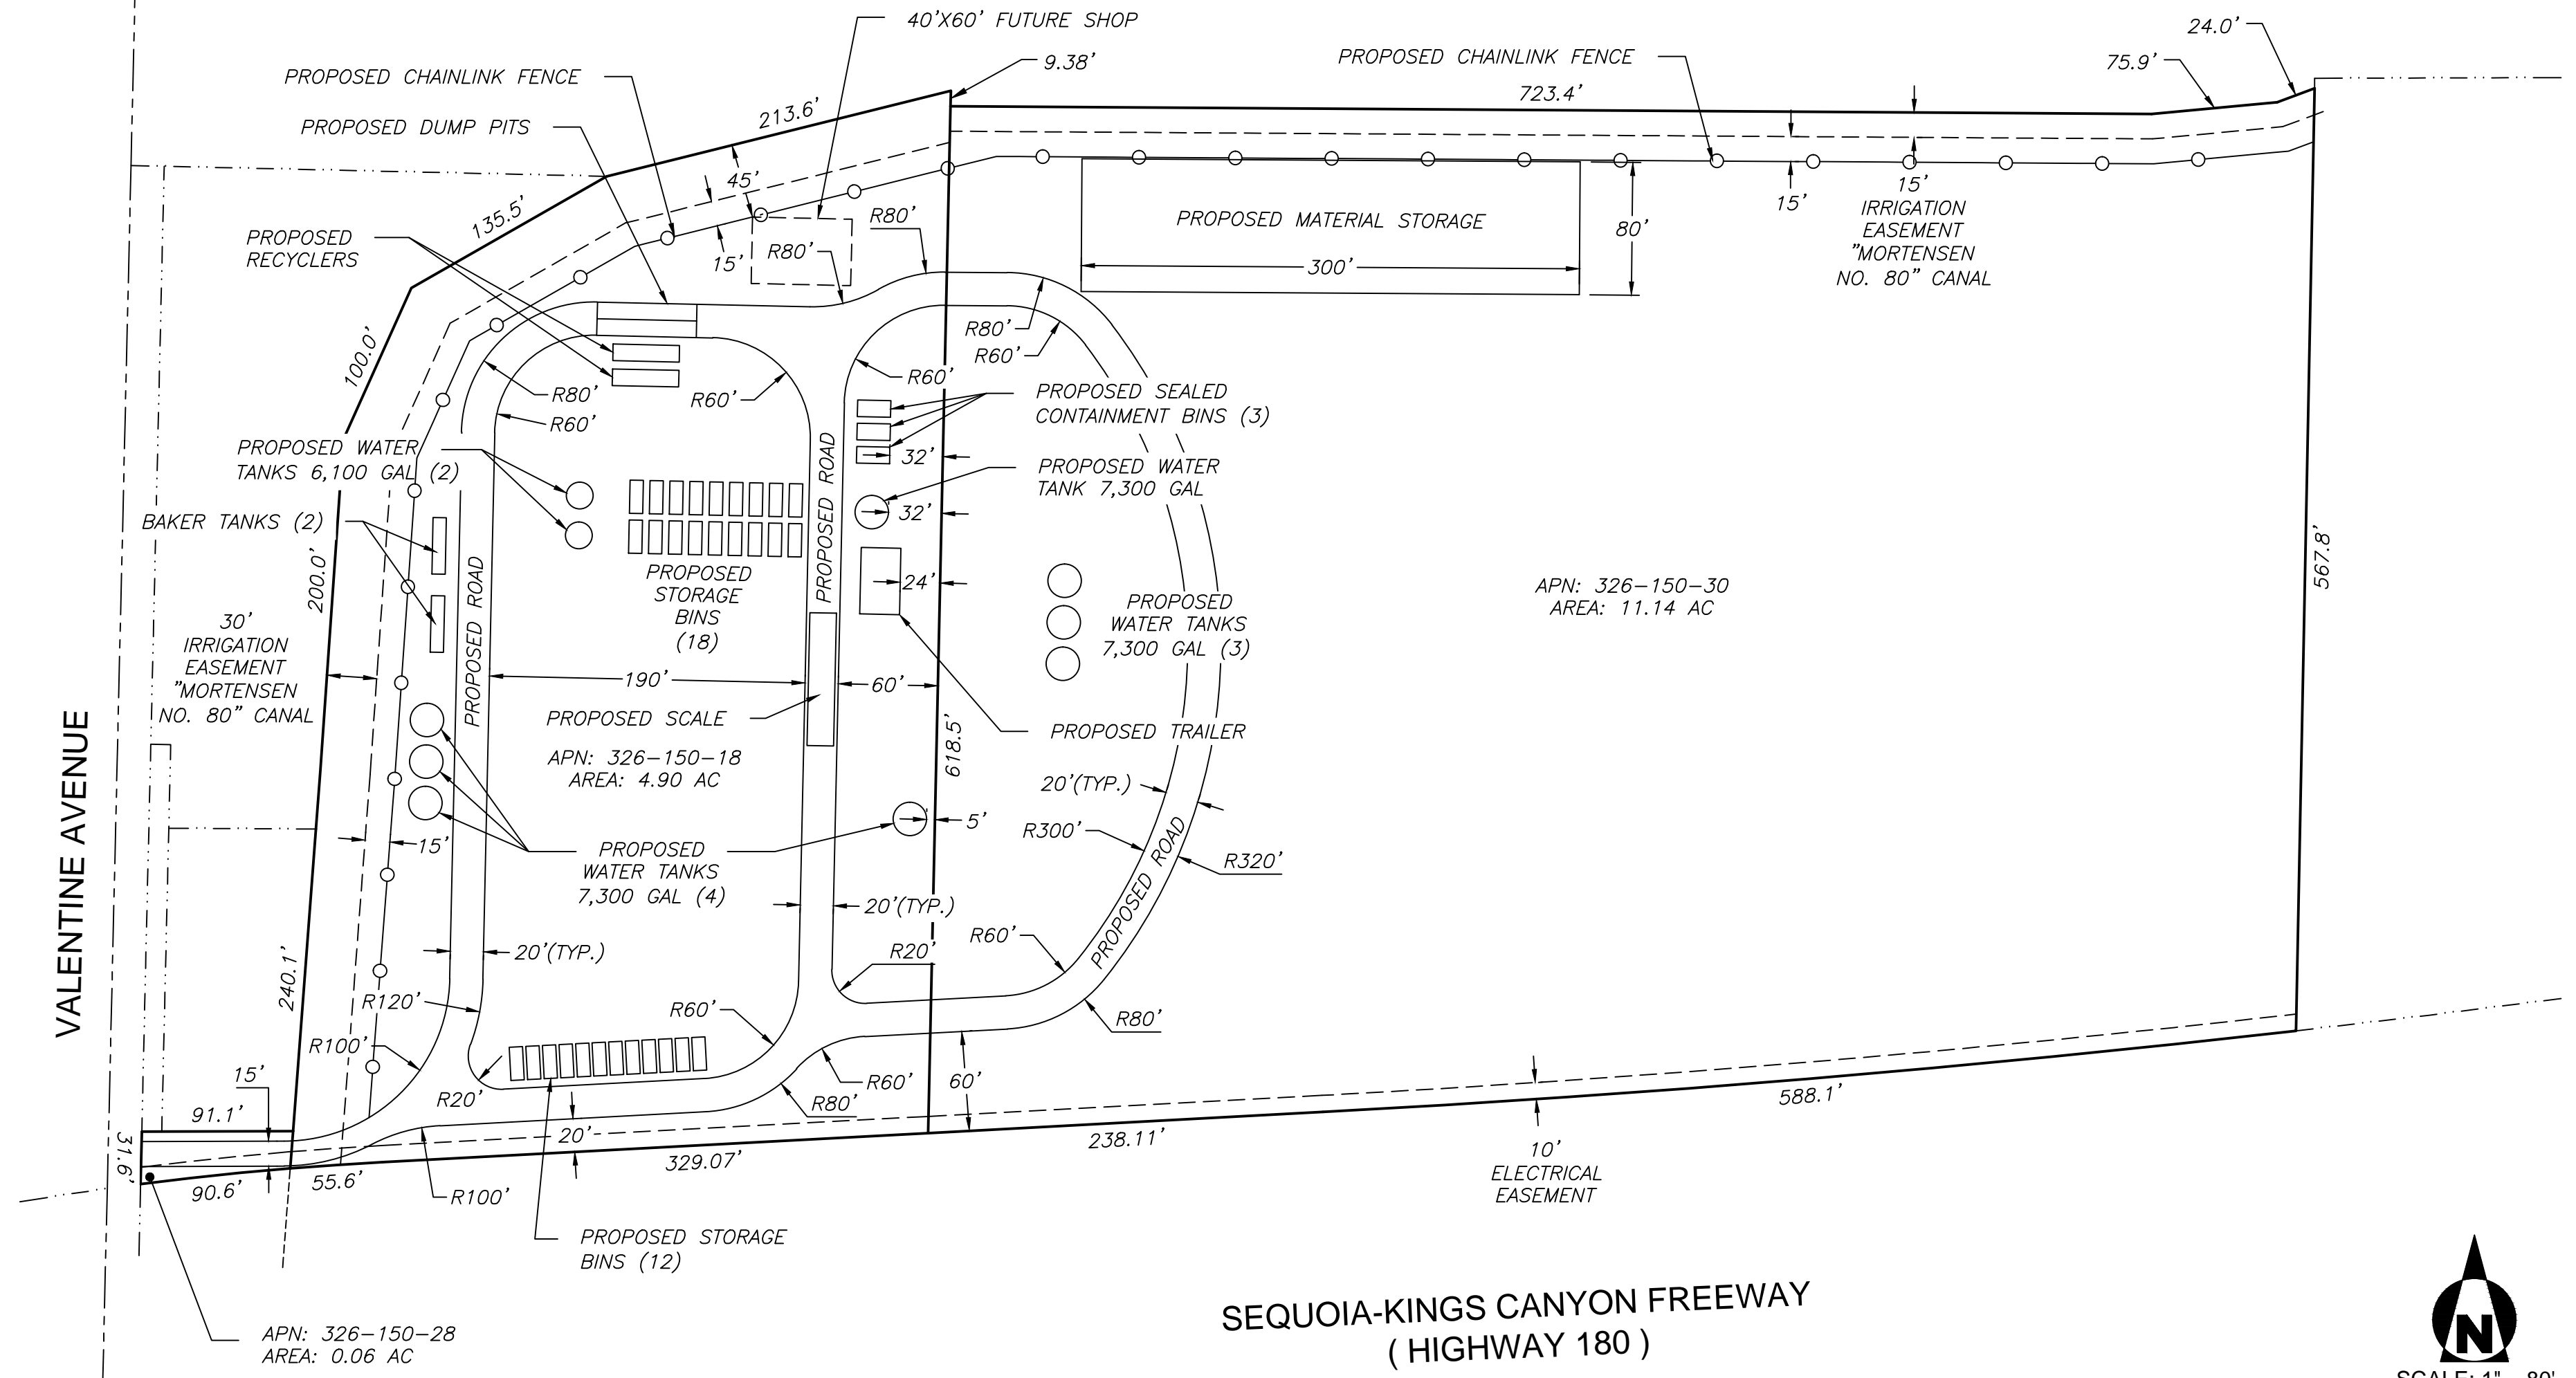 40'X60' FUTURE SHOP
24.0'
9.38'
PROPOSED CHAINLINK FENCE
75.9'
PROPOSED CHAINLINK FENCE
723.4'
213.6'
PROPOSED DUMP PITS
45'
15'
IRRIGATION
EASEMENT
"MORTENSEN
NO. 80" CANAL
15'
135.5'
R80'
PROPOSED MATERIAL STORAGE
80'
300'
PROPOSED
RECYCLERS
R80'
15'
R80'
R60'
100.0'
R60'
R80'
R60'
R60'
PROPOSED SEALED
CONTAINMENT BINS (3)
PROPOSED WATER
TANKS 6,100 GAL (2)
32'
PROPOSED WATER
TANK 7,300 GAL
PROPOSED ROAD
BAKER TANKS (2)
32'
567.8'
200.0'
PROPOSED ROAD
PROPOSED
STORAGE
BINS
(18)
24'
APN: 326-150-30
AREA: 11.14 AC
PROPOSED
WATER TANKS
7,300 GAL (3)
30'
IRRIGATION
EASEMENT
"MORTENSEN
NO. 80" CANAL
190'
60'
PROPOSED SCALE
PROPOSED TRAILER
618.5'
APN: 326-150-18
AREA: 4.90 AC
20'(TYP.)
VALENTINE AVENUE
5'
R300'
PROPOSED ROAD
R320'
15'
PROPOSED
WATER TANKS
7,300 GAL (4)
20'(TYP.)
R60'
R20'
20'(TYP.)
240.1'
R120'
R60'
R80'
R100'
15'
60'
R60'
R20'
R80'
91.1'
588.1'
20'
31.6'
238.11'
10'
ELECTRICAL
EASEMENT
329.07'
55.6'
90.6'
R100'
PROPOSED STORAGE
BINS (12)
SEQUOIA-KINGS CANYON FREEWAY
( HIGHWAY 180 )
APN: 326-150-28
AREA: 0.06 AC
N